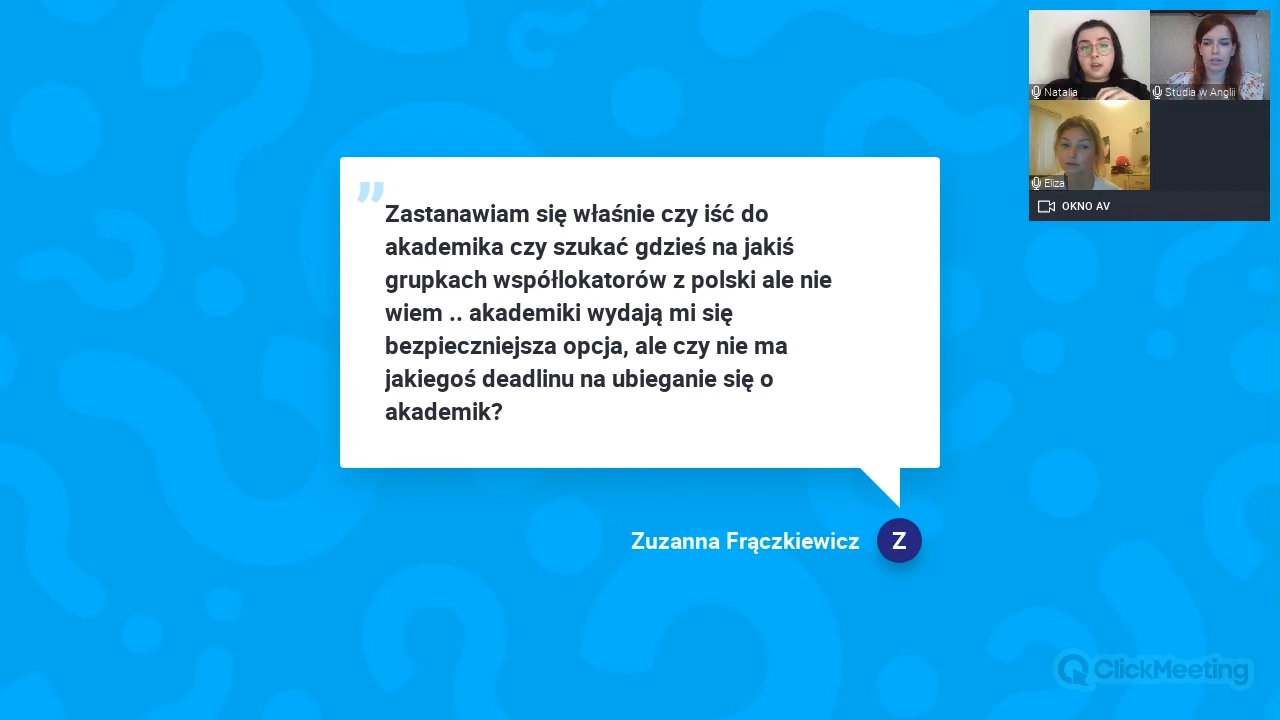 Natalia
Studia w Anglii
Eliza
OKNO AV
”
Zastanawiam się właśnie czy iść do
akademika czy szukać gdzieś na jakiś
grupkach współlokatorów z polski ale nie
wiem .. akademiki wydają mi się
bezpieczniejsza opcja, ale czy nie ma
jakiegoś deadlinu na ubieganie się o
akademik?
Zuzanna Frączkiewicz
Z
ClickMeeting